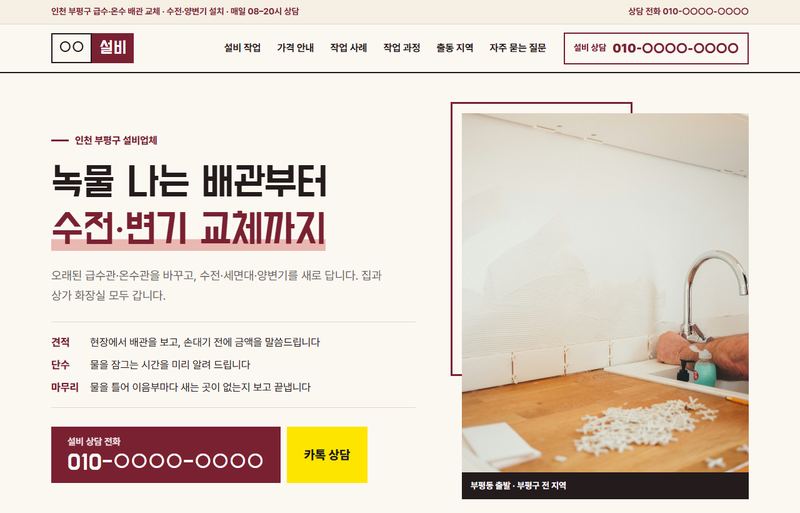 인천 부평구 급수·온수 배관 교체 · 수전·변기 설치 · 매일 08~20시 상담
상담 전화 010-○○○○-○○○○
○○ 설비
설비 작업 가격 안내 작업 사례 작업 과정 출동 지역 자주 묻는 질문
설비 상담 010-○○○○-○○○○
인천 부평구 설비업체
녹물 나는 배관부터
수전·변기 교체까지
오래된 급수관·온수관을 바꾸고, 수전·세면대·양변기를 새로 답니다. 집과
상가 화장실 모두 갑니다.
견적 현장에서 배관을 보고, 손대기 전에 금액을 말씀드립니다
단수 물을 잠그는 시간을 미리 알려 드립니다
마무리 물을 틀어 이음부마다 새는 곳이 없는지 보고 끝냅니다
설비 상담 전화
010-○○○○-○○○○
카톡 상담
부평동 출발 · 부평구 전 지역